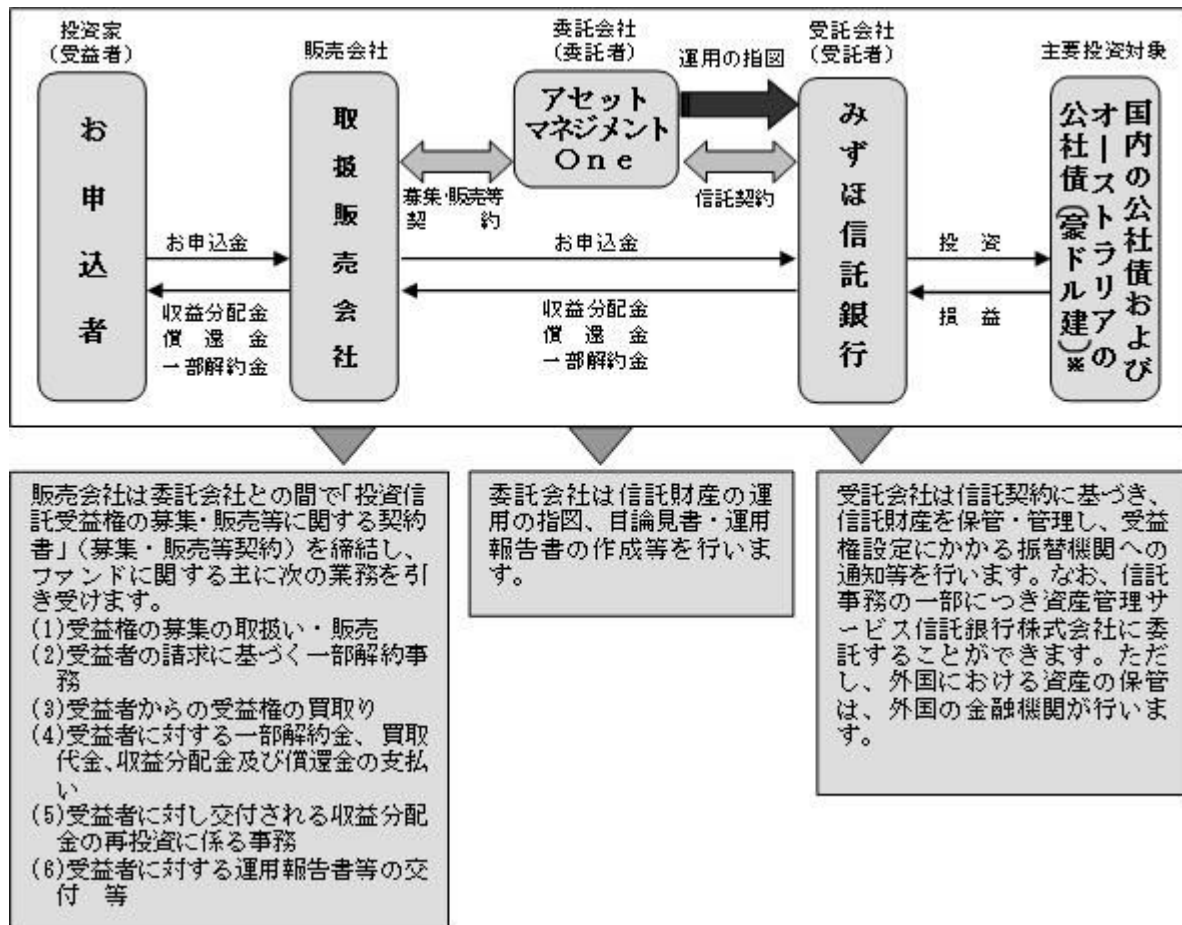 投資家
(受益者)
お申込者
販売会社
取扱販売会社
委託会社
(委託者)
アセット
マネジメント
One
運用の指図
受託会社
(受託者)
みずほ信託銀行
主要投資対象
国内の公社債および
オーストラリアの
公社債(豪ドル建)※
募集・販売等
契約
信託契約
お申込金
お申込金
投資
収益分配金
償還金
一部解約金
収益分配金
償還金
一部解約金
損益
販売会社は委託会社との間で「投資信
託受益権の募集・販売等に関する契約
書」(募集・販売等契約)を締結し、
ファンドに関する主に次の業務を引
き受けます。
(1)受益権の募集の取扱い・販売
(2)受益者の請求に基づく一部解約事
務
(3)受益者からの受益権の買取り
(4)受益者に対する一部解約金、買取
代金、収益分配金及び償還金の支払
い
(5)受益者に対し交付される収益分配
金の再投資に係る事務
(6)受益者に対する運用報告書等の交
付 等
委託会社は信託財産の運
用の指図、目論見書・運用
報告書の作成等を行いま
す。
受託会社は信託契約に基づき、
信託財産を保管・管理し、受益
権設定にかかる振替機関への
通知等を行います。なお、信託
事務の一部につき資産管理サ
ービス信託銀行株式会社に委
託することができます。ただ
し、外国における資産の保管
は、外国の金融機関が行いま
す。